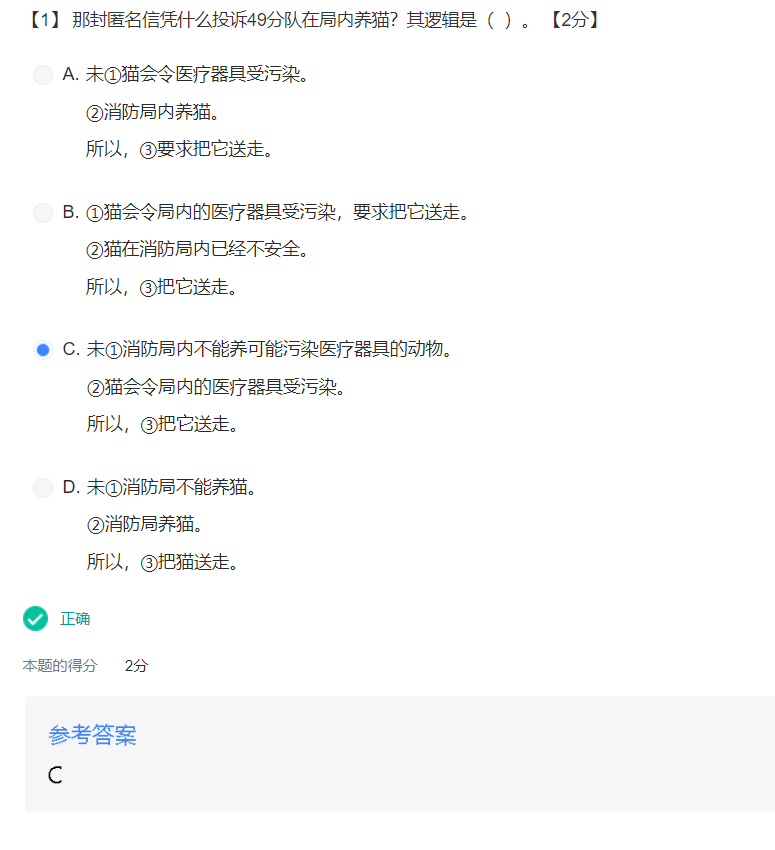 【1】 那封匿名信凭什么投诉49分队在局内养猫？其逻辑是（ ）。 【2分】
A. 未①猫会令医疗器具受污染。
②消防局内养猫。
所以，③要求把它送走。
B. ①猫会令局内的医疗器具受污染，要求把它送走。
②猫在消防局内已经不安全。
所以，③把它送走。
C. 未①消防局内不能养可能污染医疗器具的动物。
②猫会令局内的医疗器具受污染。
所以，③把它送走。
D. 未①消防局不能养猫。
②消防局养猫。
所以，③把猫送走。
正确
本题的得分 2分
参考答案
C